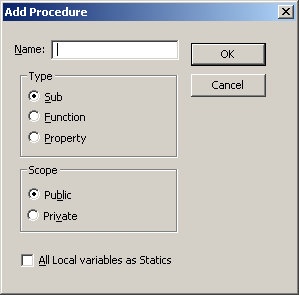 Add Procedure
Name:
OK
Cancel
Type
Sub
Function
Property
Scope
Public
Private
All Local variables as Statics